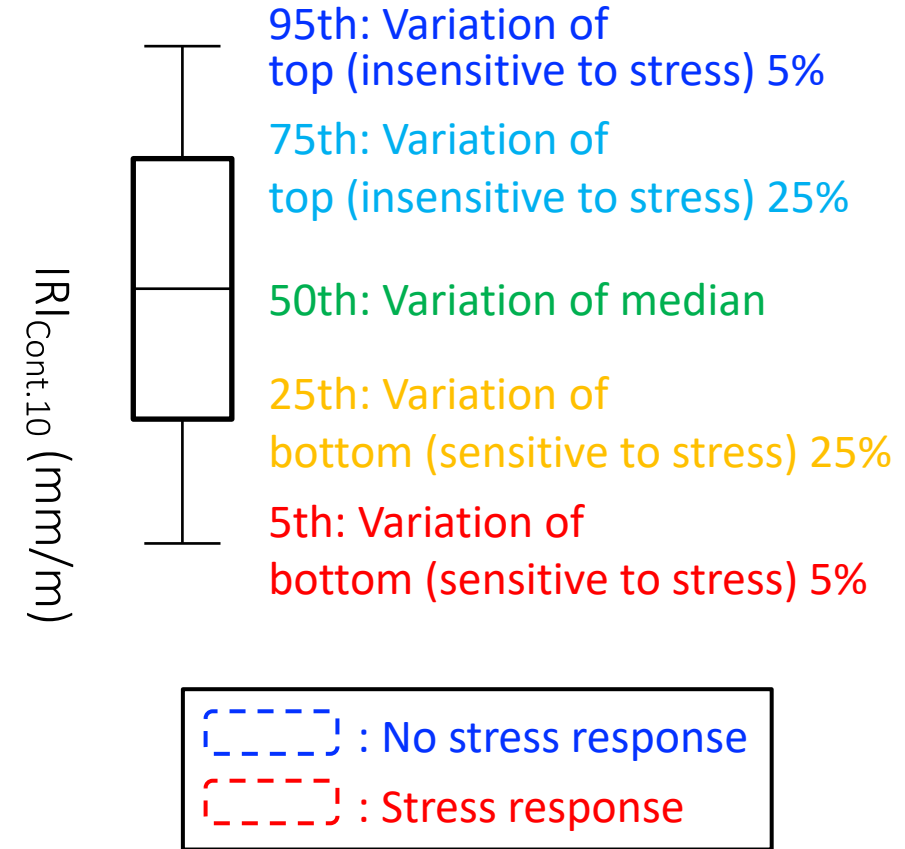 95th: Variation of
top (insensitive to stress) 5%
75th: Variation of
top (insensitive to stress) 25%
50th: Variation of median
25th: Variation of
bottom (sensitive to stress) 25%
5th: Variation of
bottom (sensitive to stress) 5%
IRI Cont.10 (mm/m)
: No stress response
: Stress response